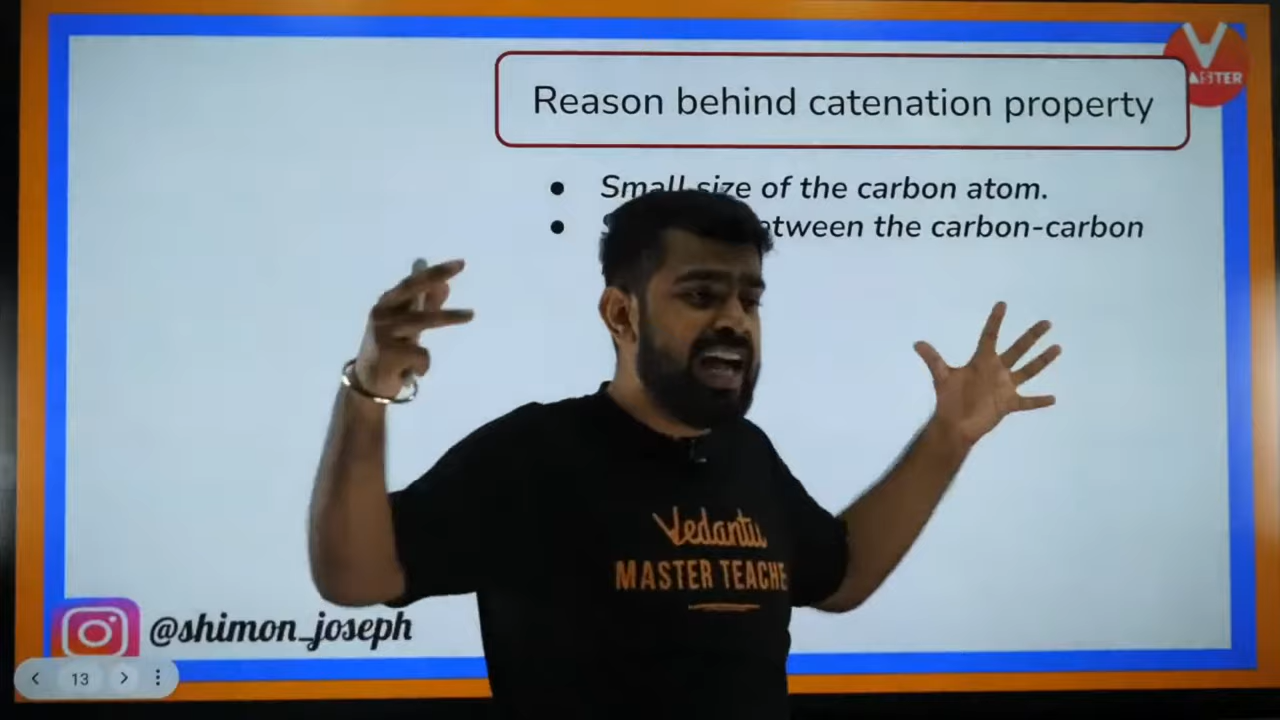 Reason behind catenation property
• Small size of the carbon atom.
• between the carbon-carbon
Vedantu
MASTER TEACHE
@shimon_joseph
13